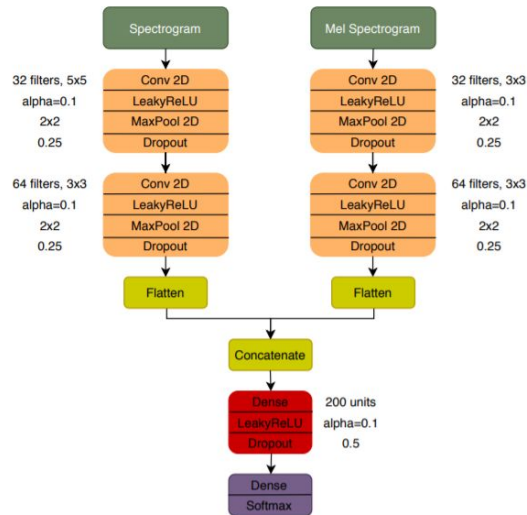 Spectrogram
Mel Spectrogram
32 filters, 5x5
Conv 2D
alpha=0.1
LeakyReLU
2x2
MaxPool 2D
0.25
Dropout
Conv 2D
32 filters, 3x3
LeakyReLU
alpha=0.1
MaxPool 2D
2x2
Dropout
0.25
64 filters, 3x3
Conv 2D
alpha=0.1
LeakyReLU
2x2
MaxPool 2D
0.25
Dropout
Conv 2D
64 filters, 3x3
LeakyReLU
alpha=0.1
MaxPool 2D
2x2
Dropout
0.25
Flatten
Flatten
Concatenate
Dense
200 units
LeakyReLU
alpha=0.1
Dropout
0.5
Dense
Softmax